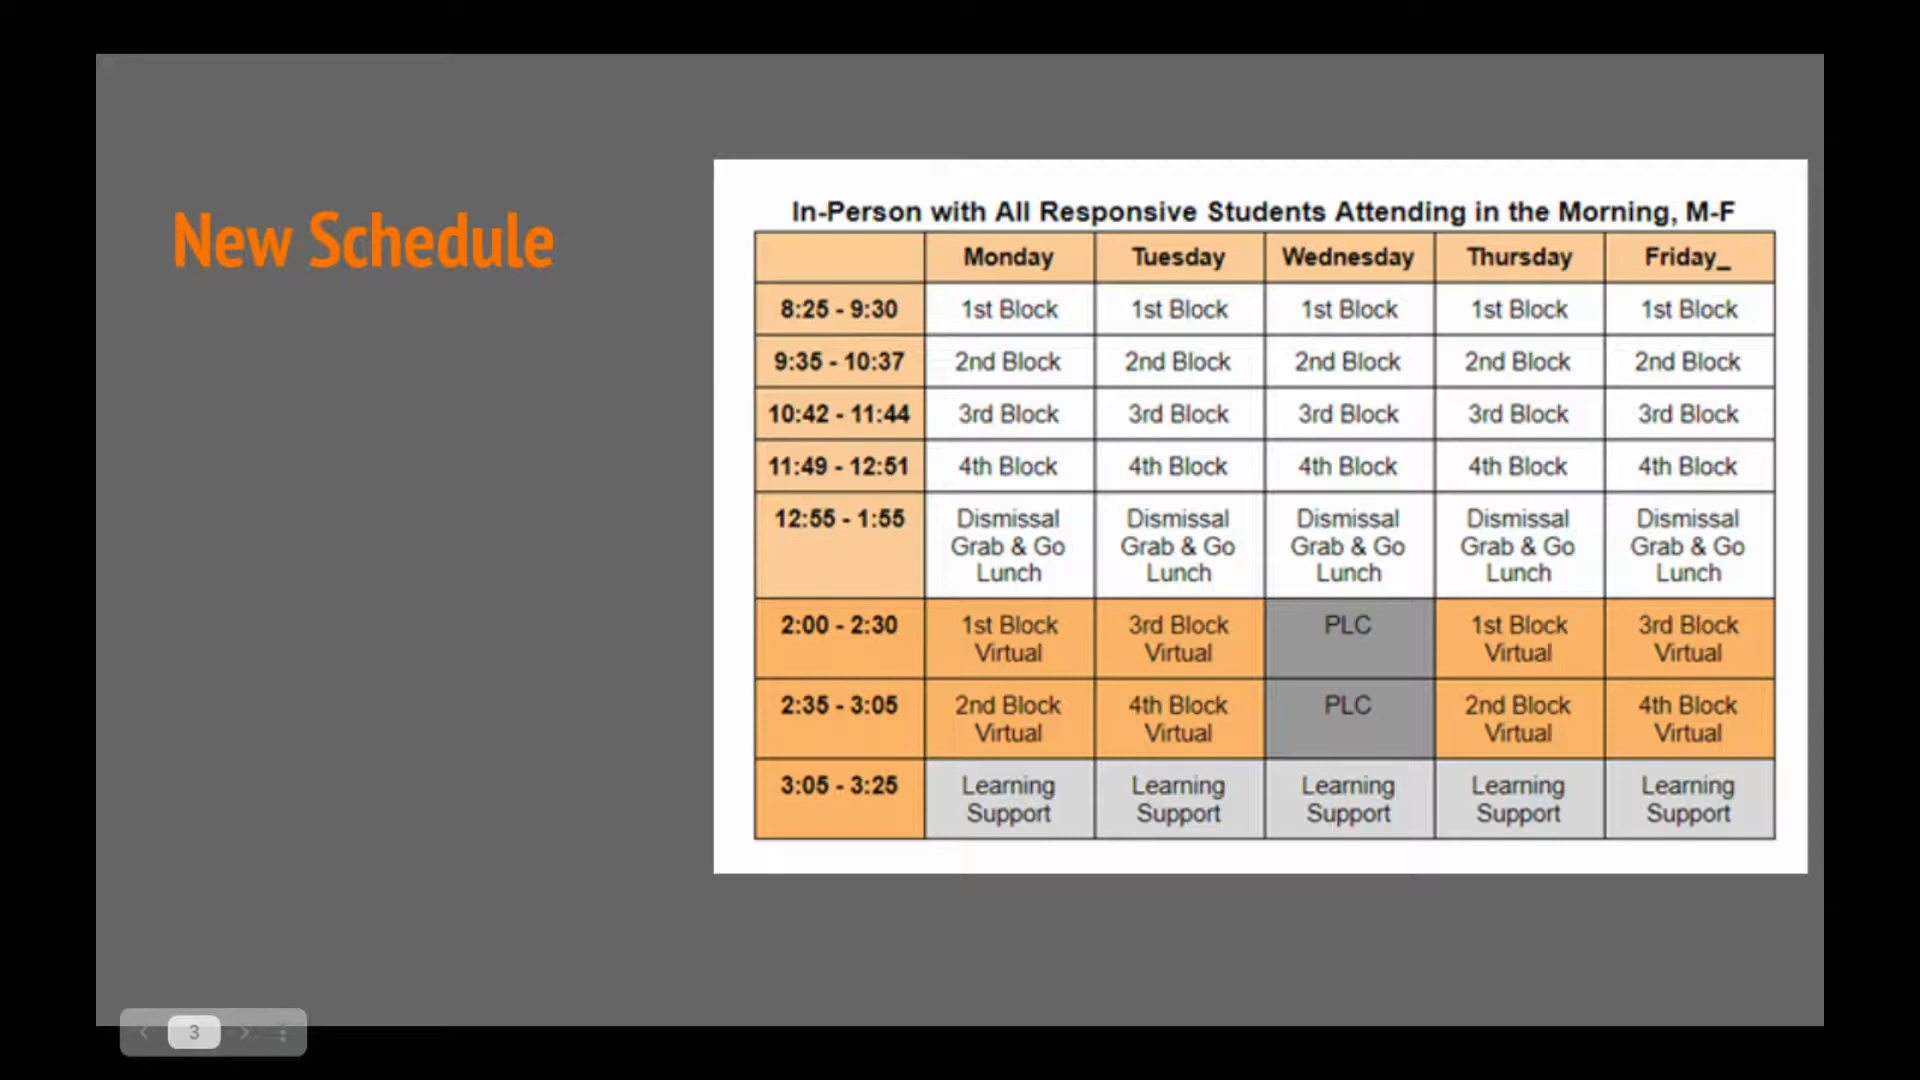 New Schedule
In-Person with All Responsive Students Attending in the Morning, M-F
Monday Tuesday Wednesday Thursday Friday_
8:25 - 9:30 1st Block 1st Block 1st Block 1st Block 1st Block
9:35 - 10:37 2nd Block 2nd Block 2nd Block 2nd Block 2nd Block
10:42 - 11:44 3rd Block 3rd Block 3rd Block 3rd Block 3rd Block
11:49 - 12:51 4th Block 4th Block 4th Block 4th Block 4th Block
12:55 - 1:55 Dismissal Dismissal Dismissal Dismissal Dismissal
Grab & Go Grab & Go Grab & Go Grab & Go Grab & Go
Lunch Lunch Lunch Lunch Lunch
2:00 - 2:30 1st Block 3rd Block PLC 1st Block 3rd Block
Virtual Virtual Virtual Virtual
2:35 - 3:05 2nd Block 4th Block PLC 2nd Block 4th Block
Virtual Virtual Virtual Virtual
3:05 - 3:25 Learning Learning Learning Learning Learning
Support Support Support Support Support
3